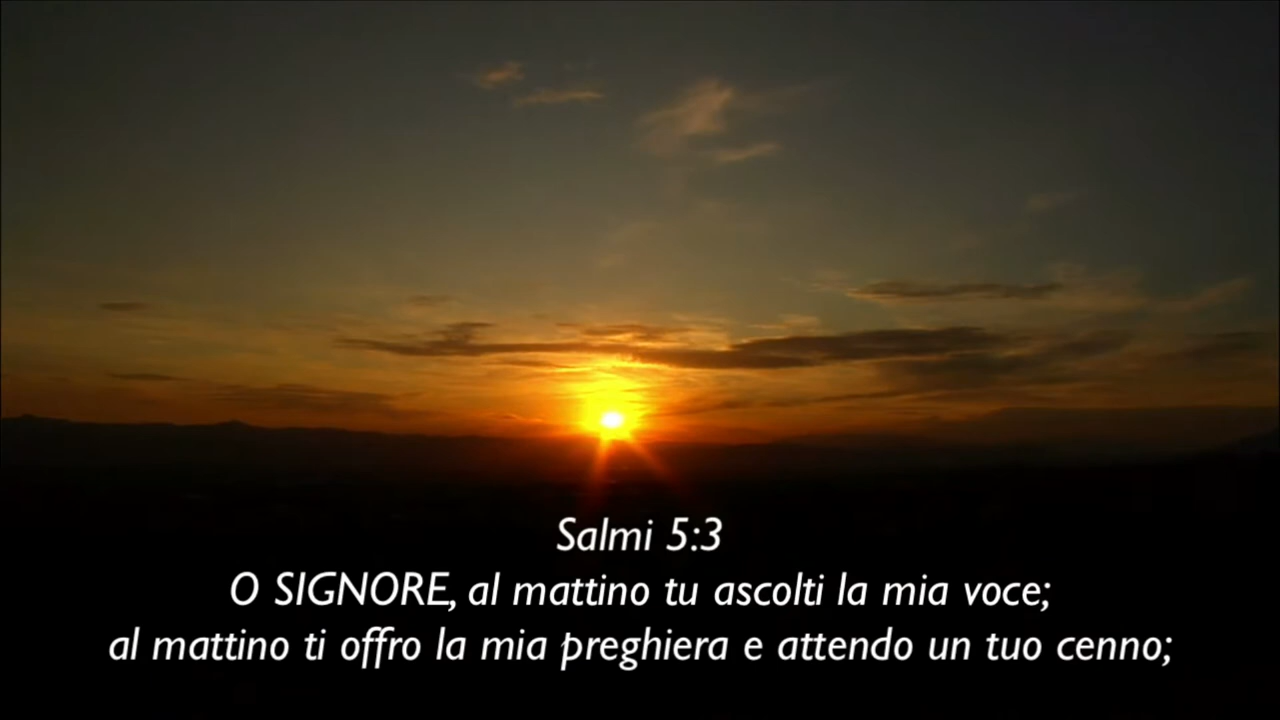 Salmi 5:3
O SIGNORE, al mattino tu ascolti la mia voce;
al mattino ti offro la mia preghiera e attendo un tuo cenno;